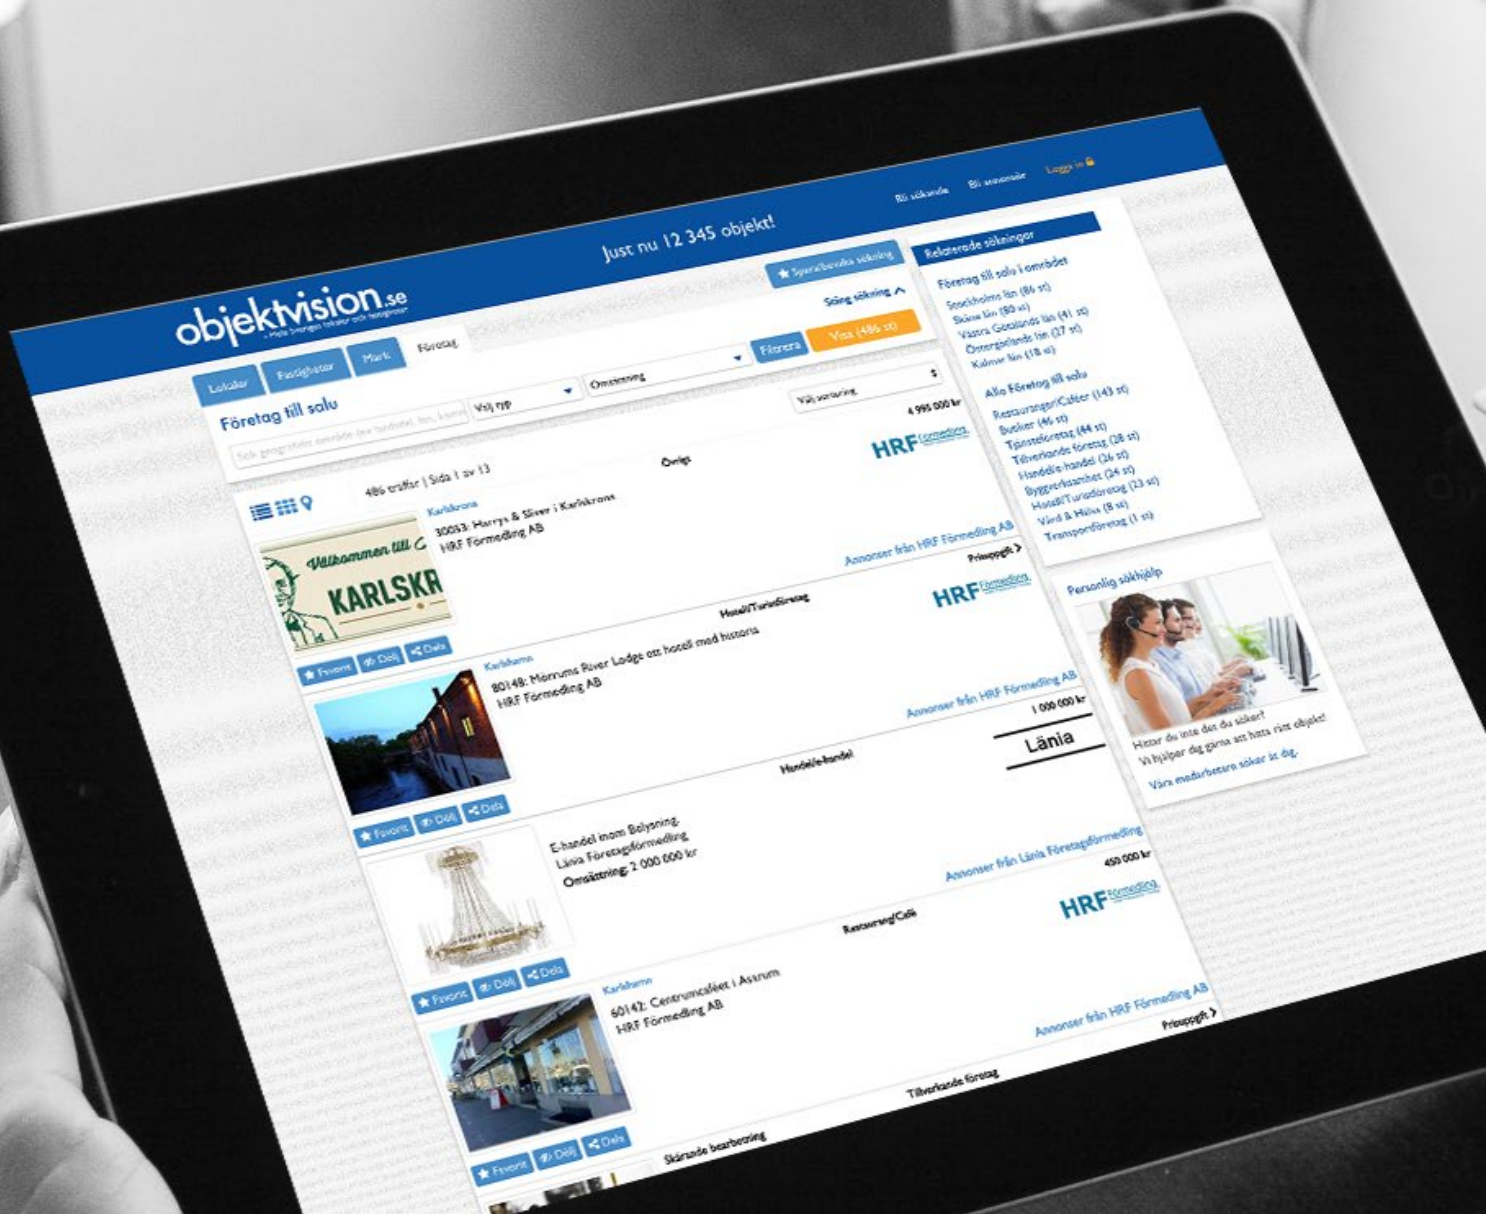 Just nu 12 345 objekt!
Bli sökande
Bli annonsör
Logga in
objektvision.se
Lokaler
Fastigheter
Mark
Företag
Spara/bevaka sökning
Stäng sökning
Företag till salu
Välj typ
Omsättning
Filtrera
Visa (486 st)
486 träffar | Sida 1 av 13
Välj sortering
Karlskrona
Övrigt
4 995 000 kr
30053: Harrys & Sliver i Karlskrona
HRF Förmedling AB
HRF Förmedling
Välkommen till
KARLSKR
Annonser från HRF Förmedling AB
Favorit
Dölj
Dela
Karlshamn
Hotell/Turistföretag
Prisuppgift
80148: Mörrums River Lodge ett hotell med historia
HRF Förmedling AB
HRF Förmedling
Annonser från HRF Förmedling AB
Favorit
Dölj
Dela
Handel/e-handel
1 000 000 kr
Länia
E-handel inom Belysning.
Länia Företagsförmedling
Omsättning: 2 000 000 kr
Annonser från Länia Företagsförmedling
Favorit
Dölj
Dela
Karlshamn
Restaurang/Café
450 000 kr
60142: Centrumcaféet i Asarum
HRF Förmedling AB
HRF Förmedling
Annonser från HRF Förmedling AB
Favorit
Dölj
Dela
Skärande bearbetning
Tillverkande företag
Prisuppgift
Relaterade sökningar
Företag till salu i området
Stockholms län (86 st)
Skåne län (80 st)
Västra Götalands län (41 st)
Östergötlands län (27 st)
Kalmar län (18 st)
Alla Företag till salu
Restauranger/Caféer (143 st)
Butiker (46 st)
Tjänsteföretag (44 st)
Tillverkande företag (28 st)
Handel/e-handel (26 st)
Byggverksamhet (24 st)
Hotell/Turistföretag (23 st)
Vård & Hälsa (8 st)
Transportföretag (1 st)
Personlig sökhjälp
Hittar du inte det du söker?
Vi hjälper dig gärna att hitta rätt objekt!
Våra medarbetare söker åt dig.